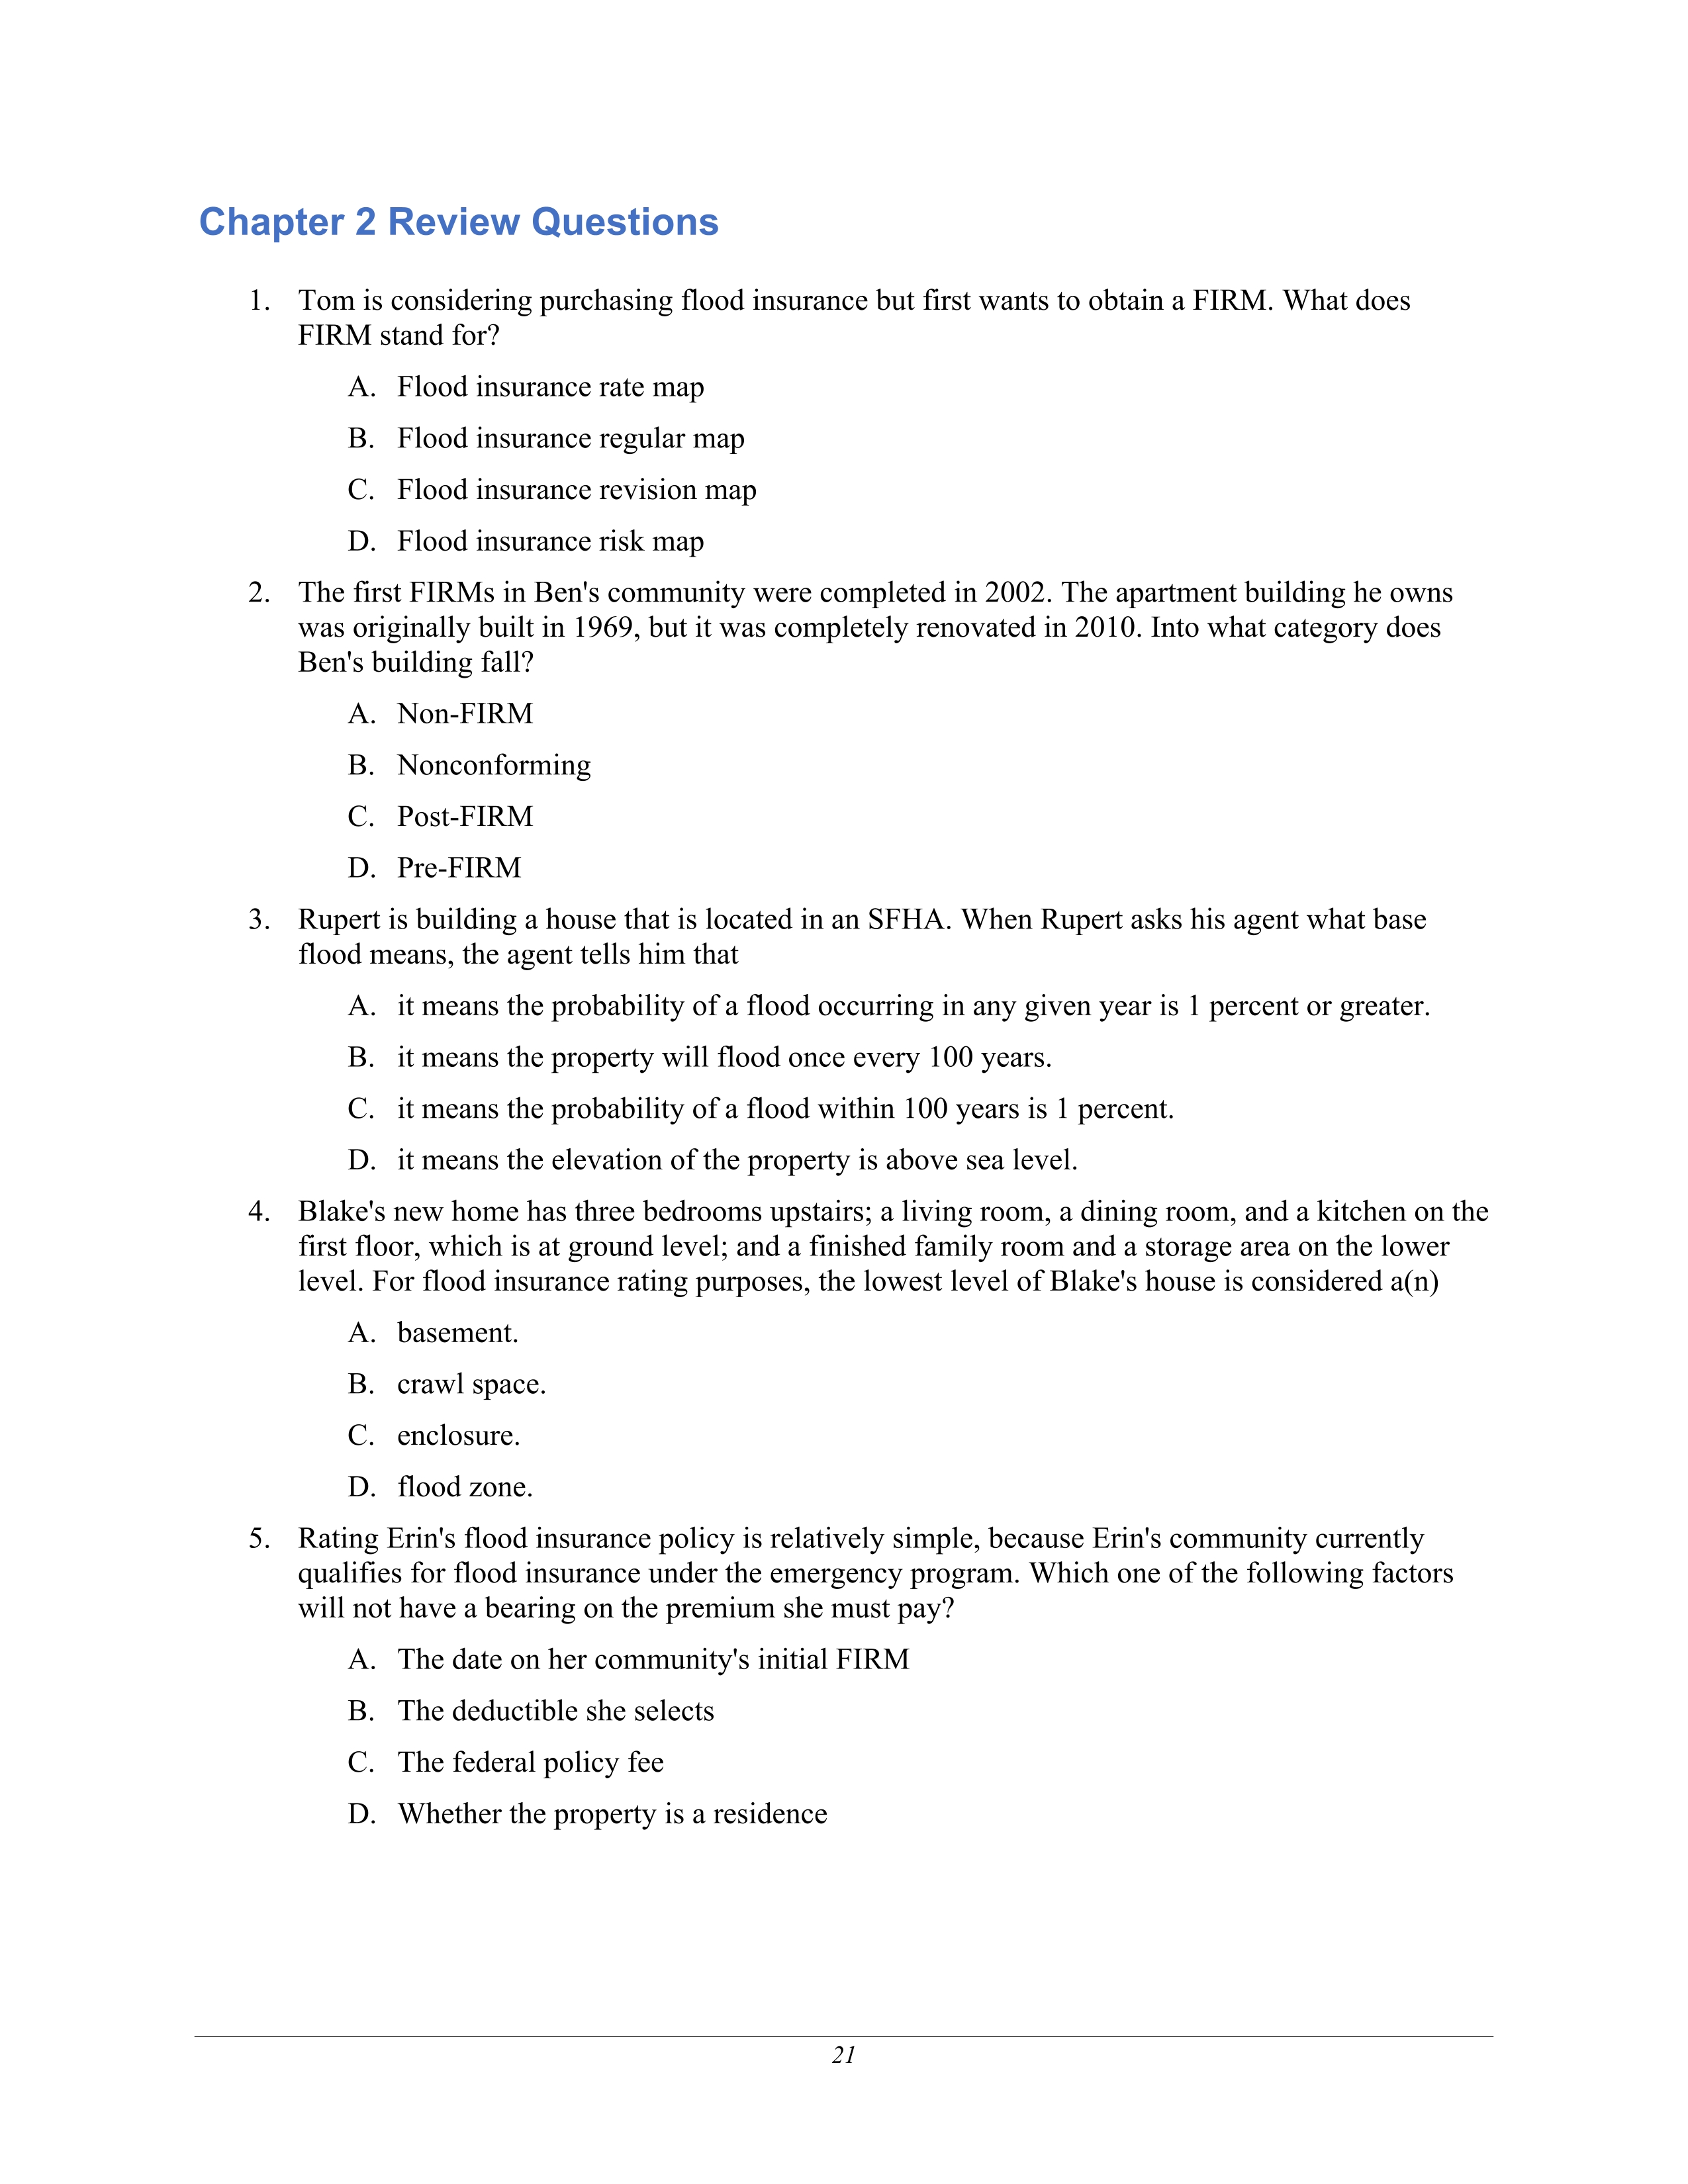 Chapter 2 Review Questions
1. Tom is considering purchasing flood insurance but first wants to obtain a FIRM. What does
FIRM stand for?
A. Flood insurance rate map
B. Flood insurance regular map
C. Flood insurance revision map
D. Flood insurance risk map
2. The first FIRMs in Ben's community were completed in 2002. The apartment building he owns
was originally built in 1969, but it was completely renovated in 2010. Into what category does
Ben's building fall?
A. Non-FIRM
B. Nonconforming
C. Post-FIRM
D. Pre-FIRM
3. Rupert is building a house that is located in an SFHA. When Rupert asks his agent what base
flood means, the agent tells him that
A. it means the probability of a flood occurring in any given year is 1 percent or greater.
B. it means the property will flood once every 100 years.
C. it means the probability of a flood within 100 years is 1 percent.
D. it means the elevation of the property is above sea level.
4. Blake's new home has three bedrooms upstairs; a living room, a dining room, and a kitchen on the
first floor, which is at ground level; and a finished family room and a storage area on the lower
level. For flood insurance rating purposes, the lowest level of Blake's house is considered a(n)
A. basement.
B. crawl space.
C. enclosure.
D. flood zone.
5. Rating Erin's flood insurance policy is relatively simple, because Erin's community currently
qualifies for flood insurance under the emergency program. Which one of the following factors
will not have a bearing on the premium she must pay?
A. The date on her community's initial FIRM
B. The deductible she selects
C. The federal policy fee
D. Whether the property is a residence
21